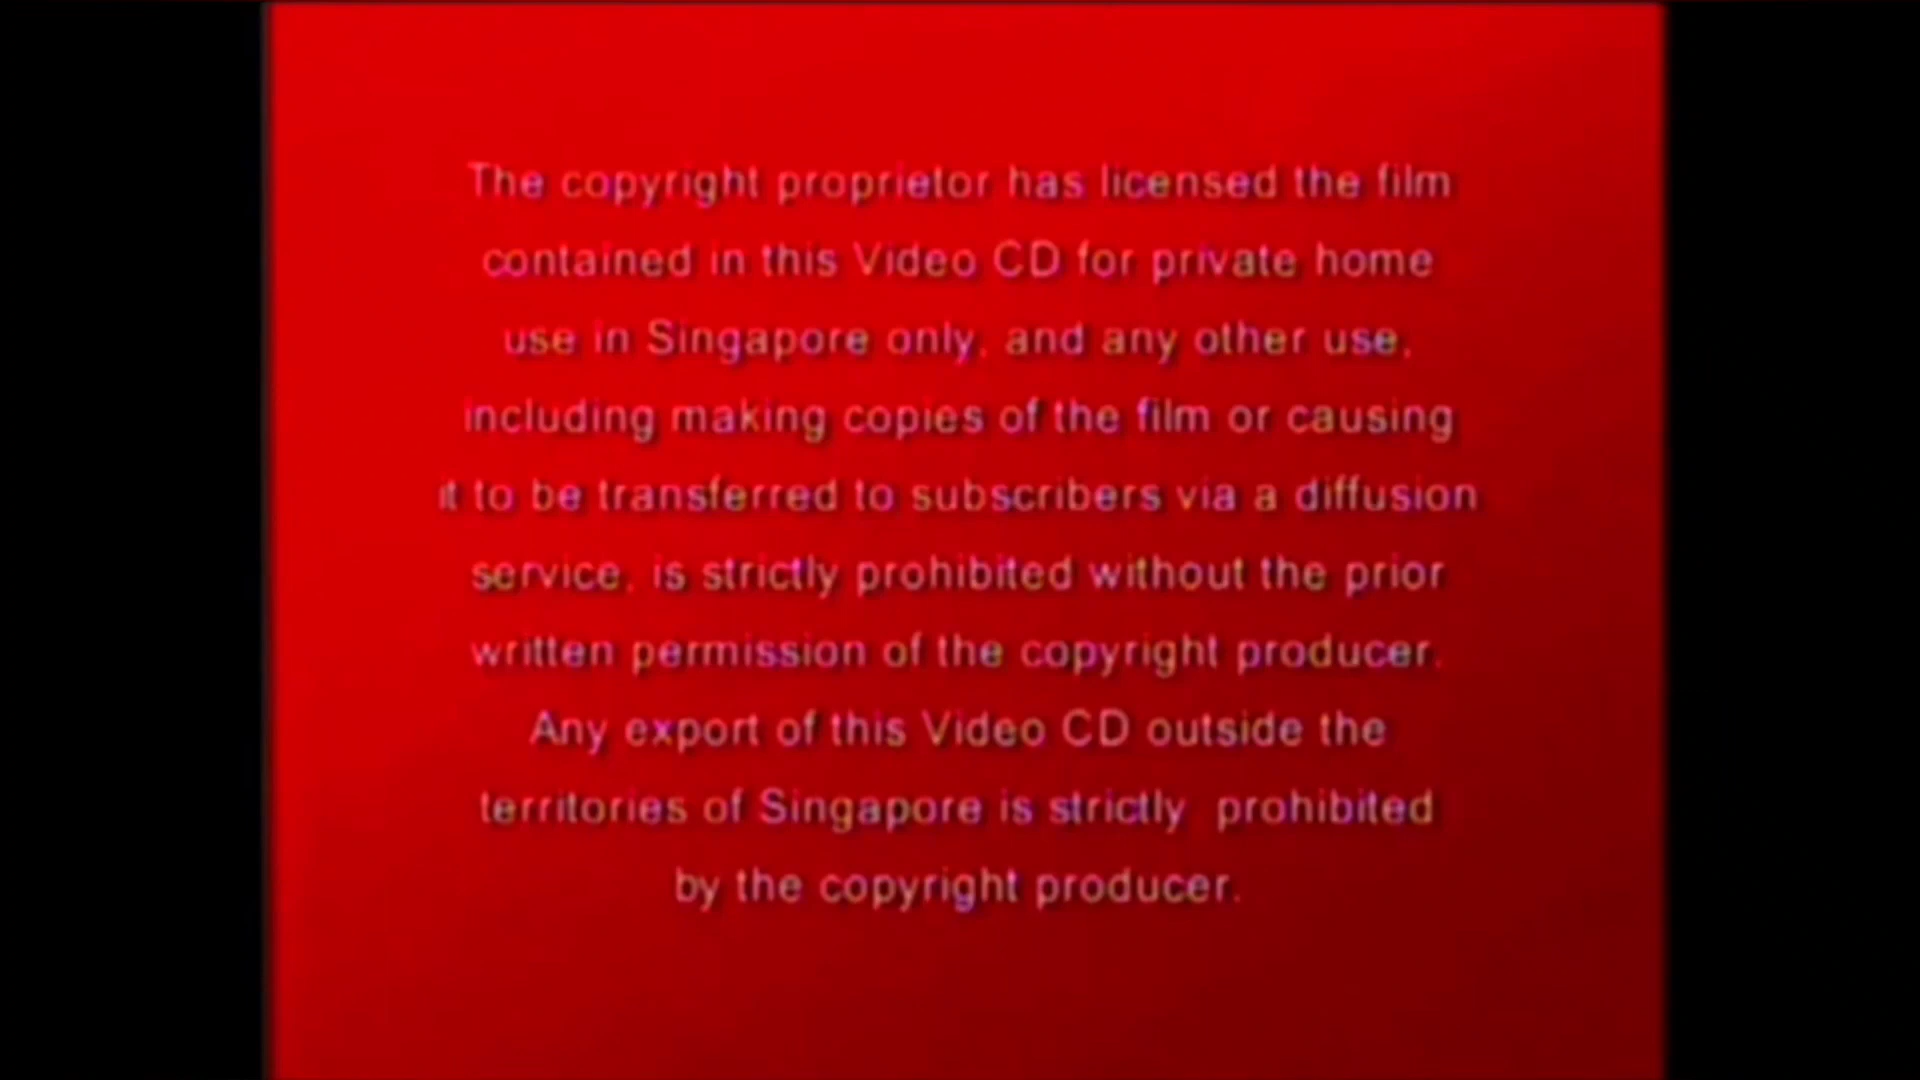 The copyright proprietor has licensed the film
contained in this Video CD for private home
use in Singapore only, and any other use,
including making copies of the film or causing
it to be transferred to subscribers via a diffusion
service, is strictly prohibited without the prior
written permission of the copyright producer.
Any export of this Video CD outside the
territories of Singapore is strictly prohibited
by the copyright producer.